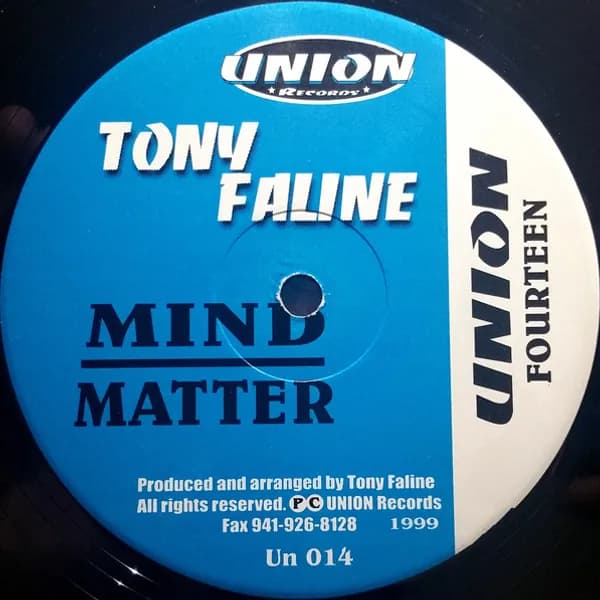 UNION
RECORDS
TONY
FALINE
MIND
MATTER
Produced and arranged by Tony Faline
All rights reserved. Ⓟ Ⓒ UNION Records
Fax 941-926-8128 1999
Un 014
UNION
FOURTEEN